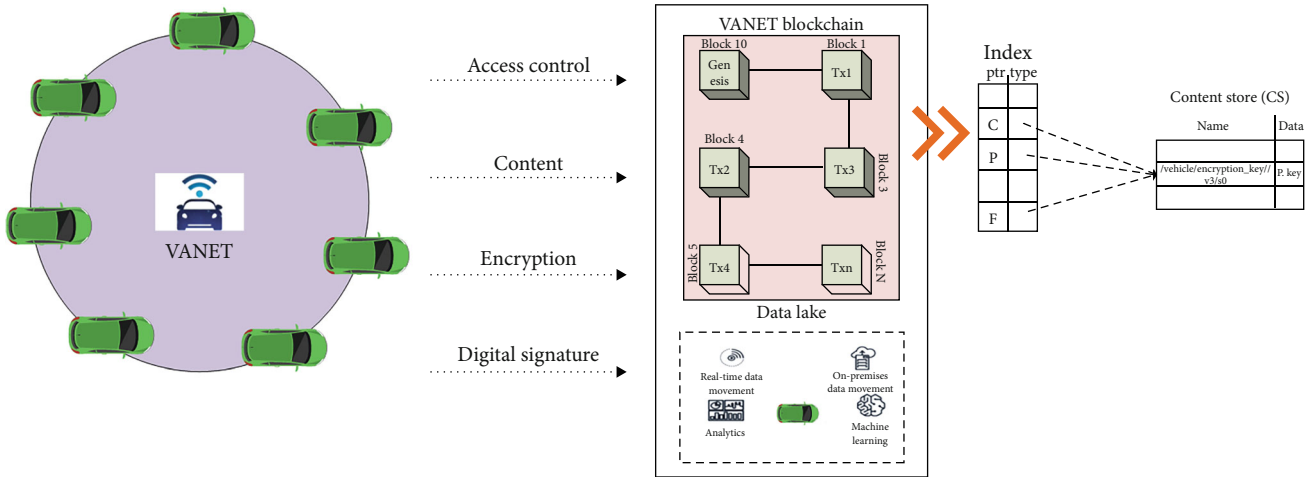 VANET
Access control
Content
Encryption
Digital signature
VANET blockchain
Block 10
Block 1
Gen
esis
Tx1
Block 4
Tx2
Tx3
Block 3
Block 5
Tx4
Txn
Block N
Data lake
Real-time data
movement
On-premises
data movement
Analytics
Machine
learning
Index
ptr type
C
P
F
Content store (CS)
Name
Data
/vehicle/encryption_key//
v3/s0
P. key